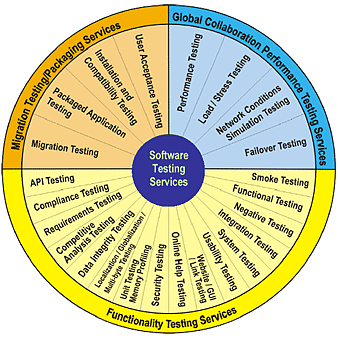 Migration Testing/Packaging Services
Migration Testing
Packaged Application
Testing
Installation and
Compatibility Testing
User Acceptance Testing
Global Collaboration Performance Testing Services
Performance Testing
Load / Stress Testing
Network Conditions
Simulation Testing
Failover Testing
Software
Testing
Services
API Testing
Compliance Testing
Requirements Testing
Competitive
Analysis Testing
Data Integrity Testing
Localization / Globalization /
Multi-byte Testing
Unit Testing
Memory Profiling
Security Testing
Online Help Testing
Website / GUI
/ Link Testing
Usability Testing
System Testing
Integration Testing
Negative Testing
Functional Testing
Smoke Testing
Functionality Testing Services